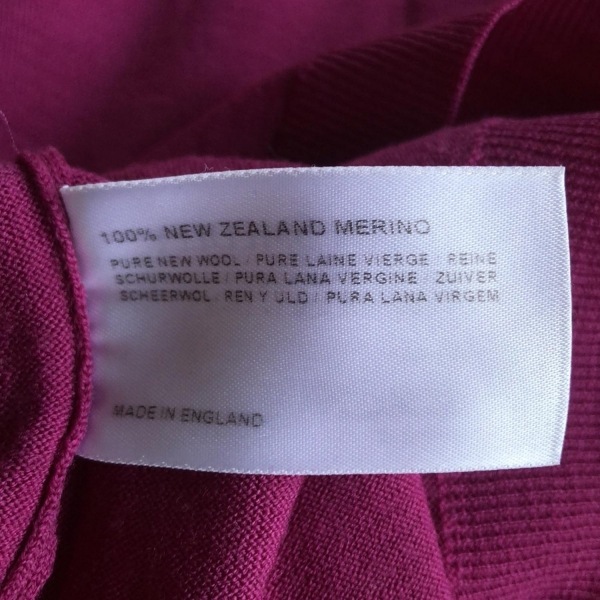 100% NEW ZEALAND MERINO
PURE NEW WOOL / PURE LAINE VIERGE / REINE
SCHURWOLLE / PURA LANA VERGINE / ZUIVER
SCHEERWOL / REN Y ULD / PURA LANA VIRGEM
MADE IN ENGLAND